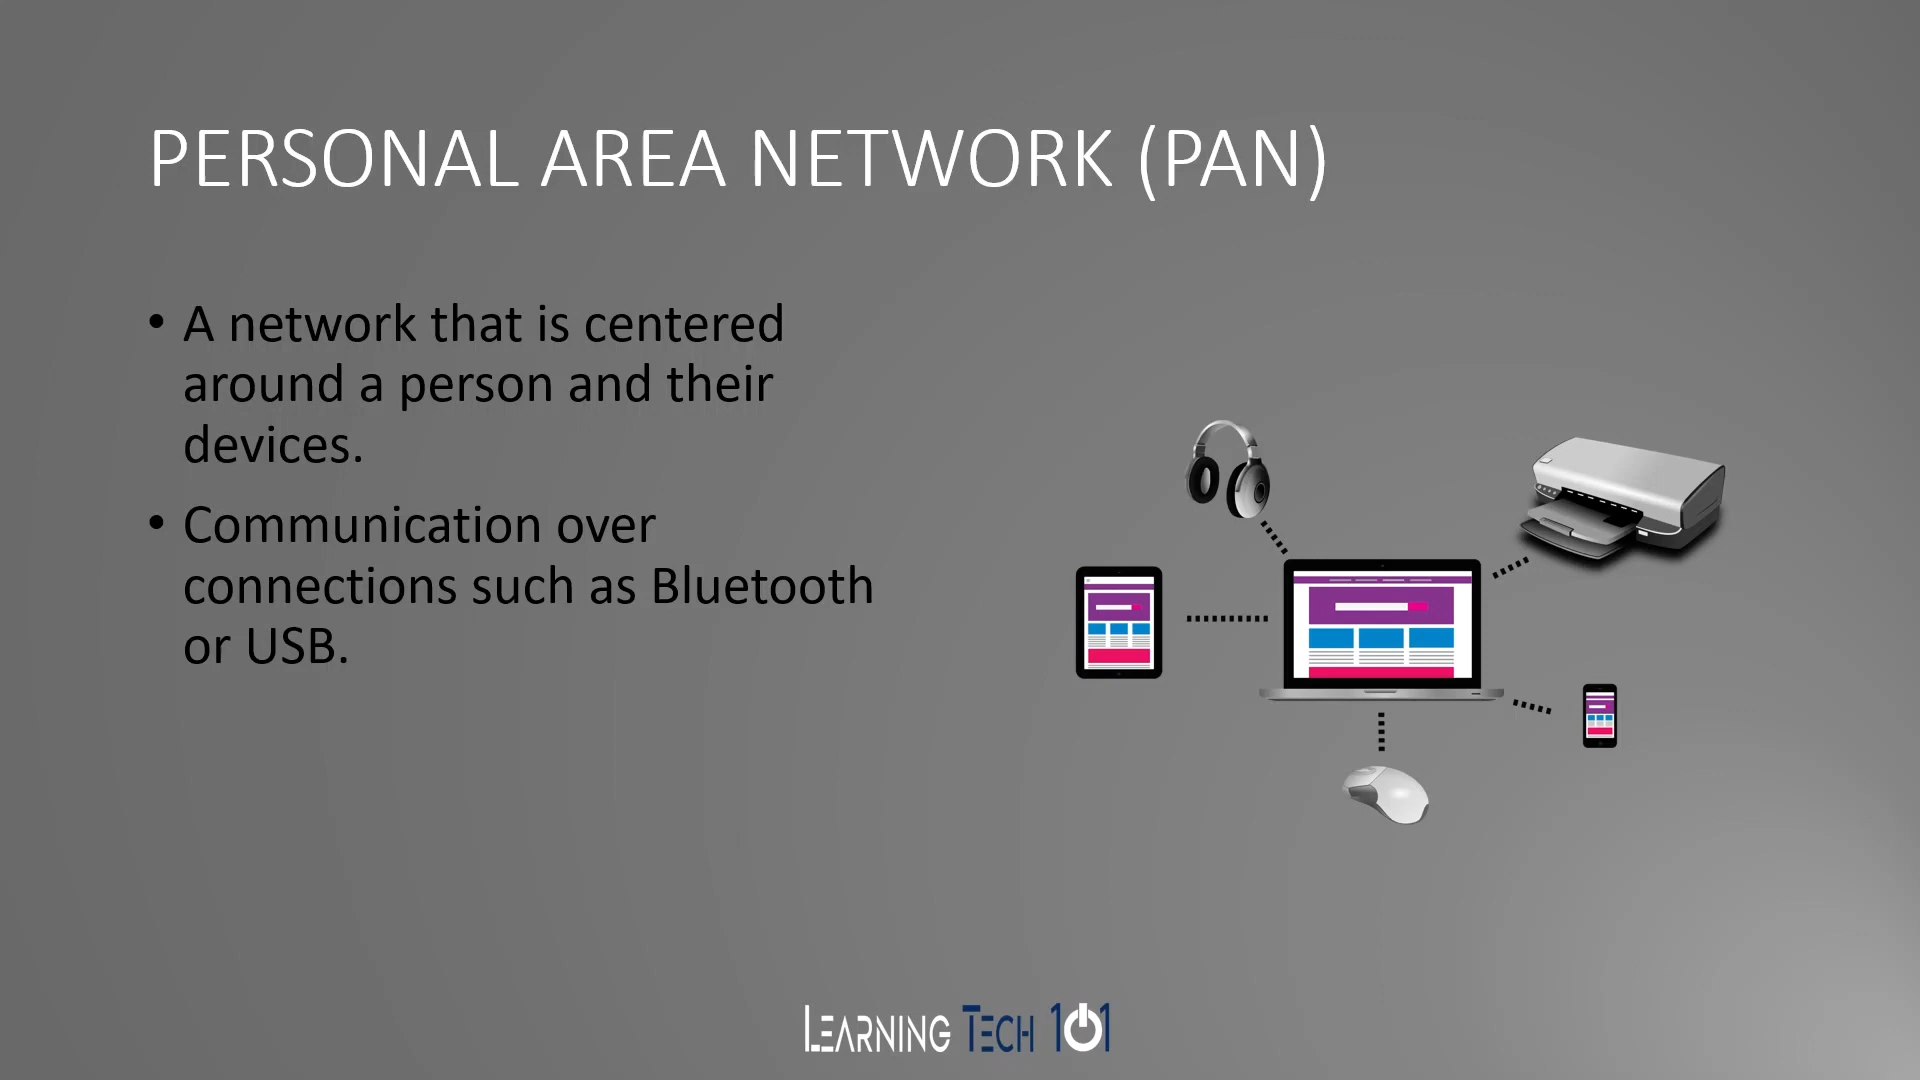 PERSONAL AREA NETWORK (PAN)
• A network that is centered
around a person and their
devices.
• Communication over
connections such as Bluetooth
or USB.
LEARNING TECH 101